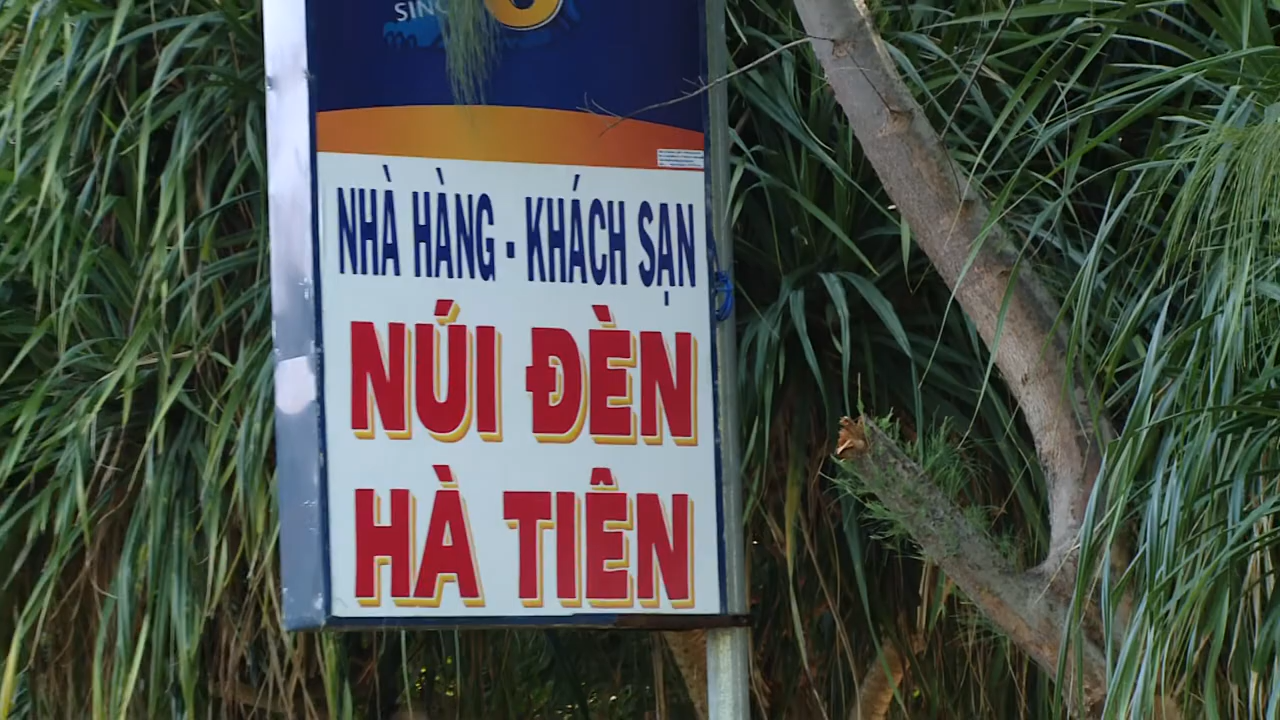 NHÀ HÀNG - KHÁCH SẠN
NÚI ĐÈN
HÀ TIÊN